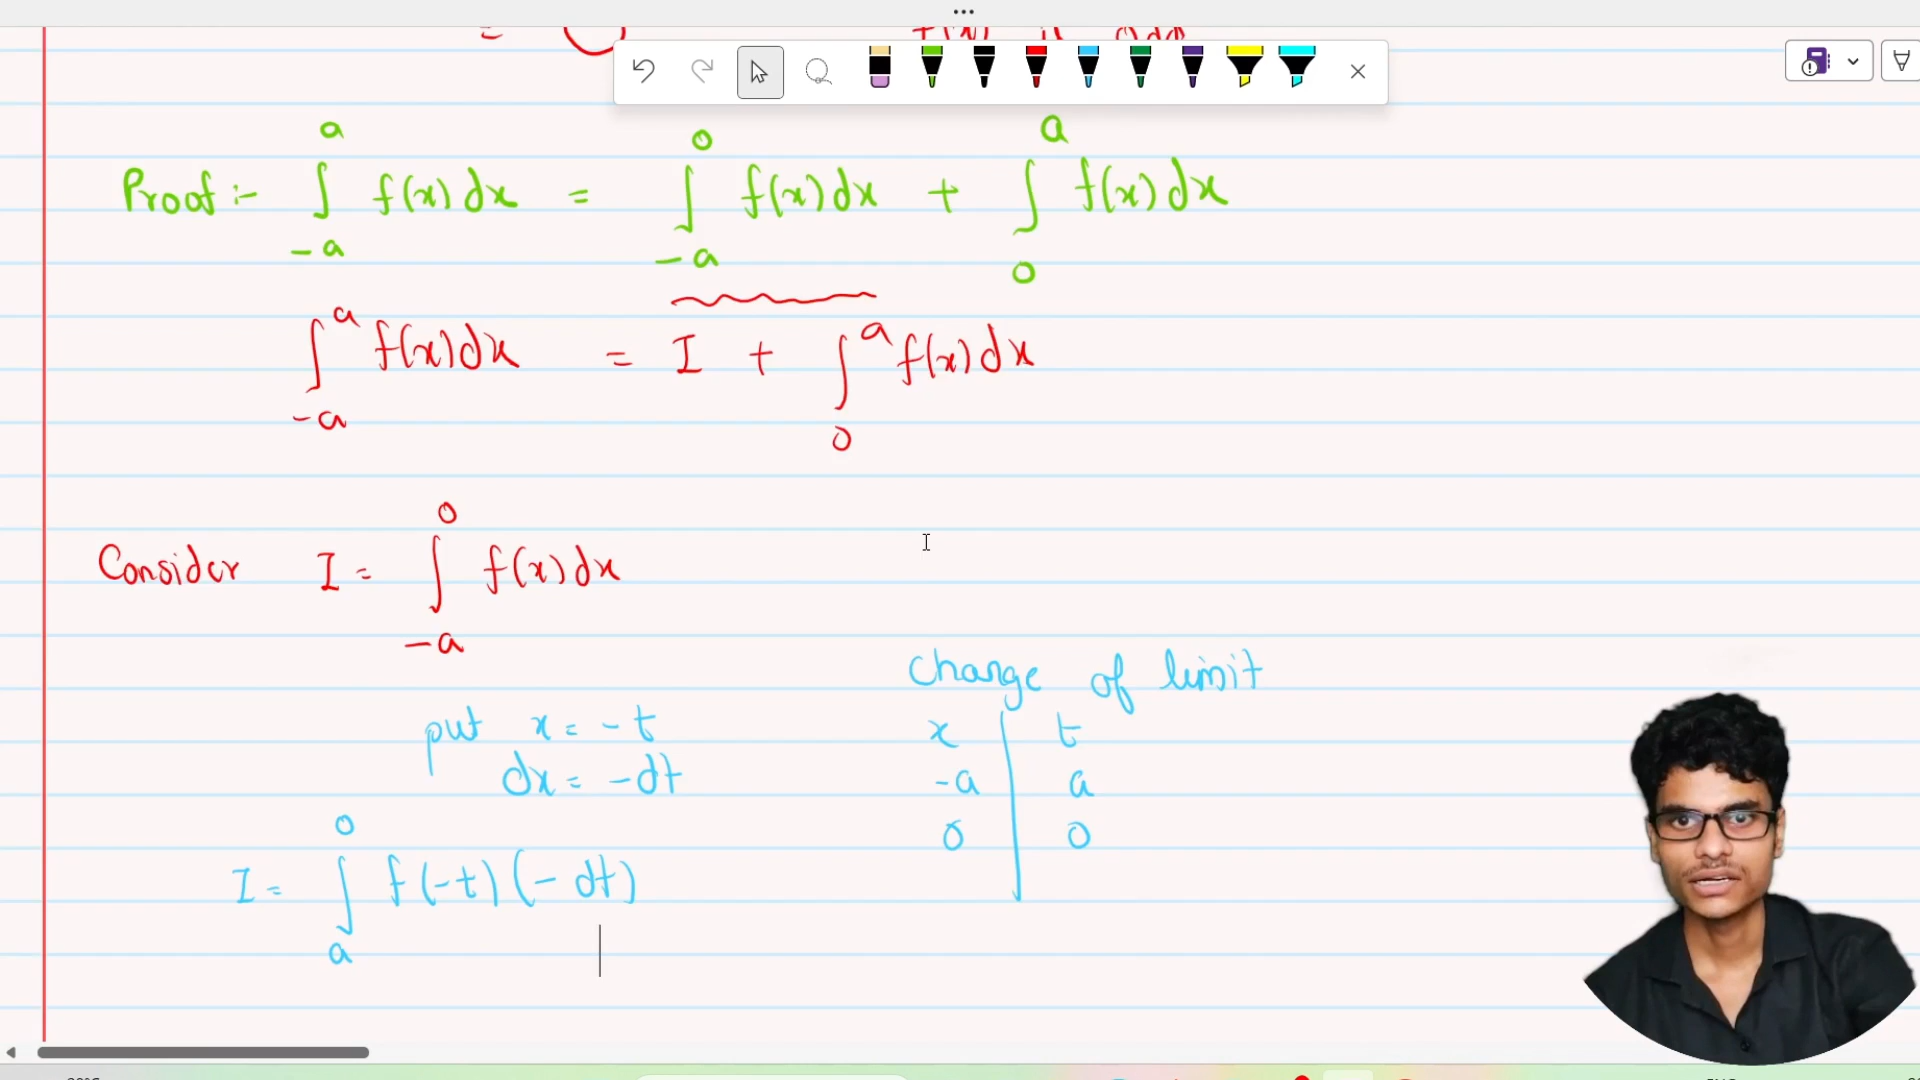 Proof :- ∫_{-a}^{a} f(x) dx = ∫_{-a}^{0} f(x) dx + ∫_{0}^{a} f(x) dx
∫_{-a}^{a} f(x) dx = I + ∫_{0}^{a} f(x) dx
Consider I = ∫_{-a}^{0} f(x) dx
Change of limit
put x = -t
dx = -dt
x | t
-a | a
0 | 0
I = ∫_{a}^{0} f(-t) (-dt)